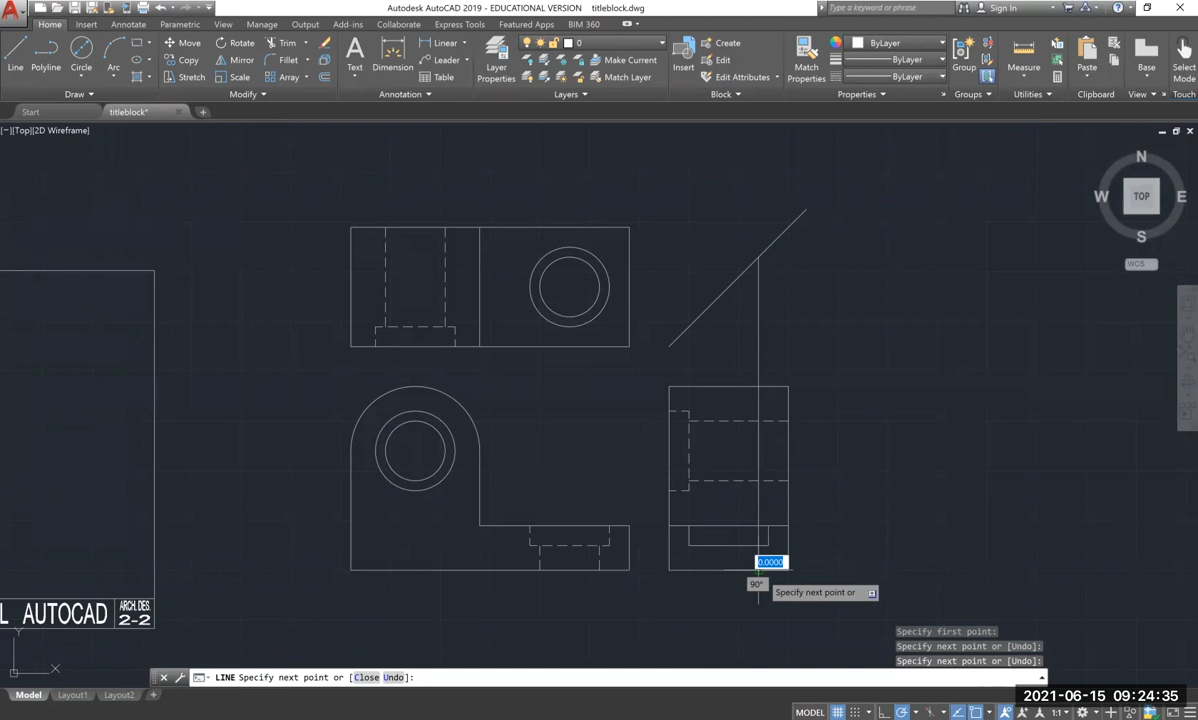 Autodesk AutoCAD 2019 - EDUCATIONAL VERSION titleblock.dwg
Type a keyword or phrase
Sign In
Home Insert Annotate Parametric View Manage Output Add-ins Collaborate Express Tools Featured Apps BIM 360
Line Polyline Circle Arc
Move Rotate Trim
Copy Mirror Fillet
Stretch Scale Array
Text Dimension
Linear
Leader
Table
Layer Properties
0
Make Current
Match Layer
Insert
Create
Edit
Edit Attributes
Match Properties
ByLayer
ByLayer
ByLayer
Group
Measure
Paste
Base
Select Mode
Draw Modify Annotation Layers Block Properties Groups Utilities Clipboard View Touch
Start titleblock*
[−][Top][2D Wireframe]
N
W TOP E
S
WCS
0.0000
90°
Specify next point or
L AUTOCAD
ARCH. DES.
2-2
Y
X
Specify first point:
Specify next point or [Undo]:
Specify next point or [Undo]:
LINE Specify next point or [Close Undo]:
2021-06-15 09:24:35
Model Layout1 Layout2
MODEL 1:1